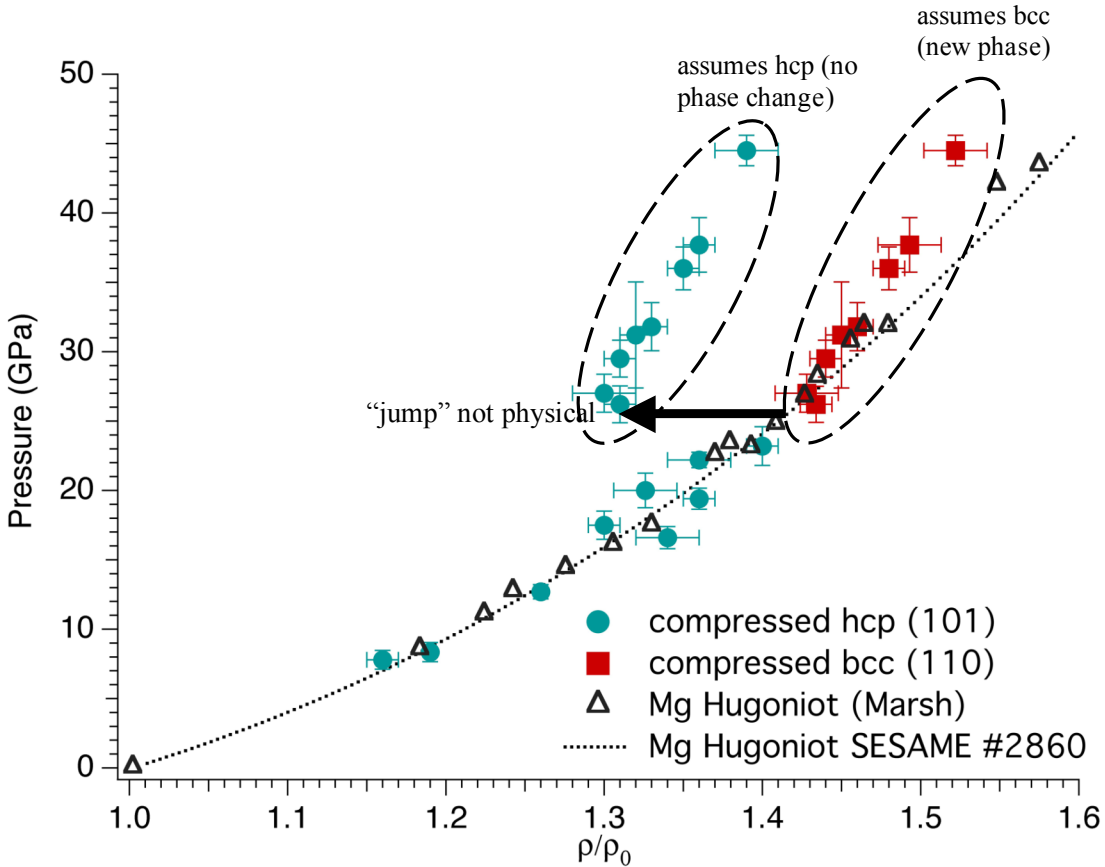 assumes bcc
(new phase)
assumes hcp (no
phase change)
50
40
30
20
10
0
Pressure (GPa)
“jump” not physical
compressed hcp (101)
compressed bcc (110)
Mg Hugoniot (Marsh)
Mg Hugoniot SESAME #2860
1.0 1.1 1.2 1.3 1.4 1.5 1.6
ρ/ρ₀